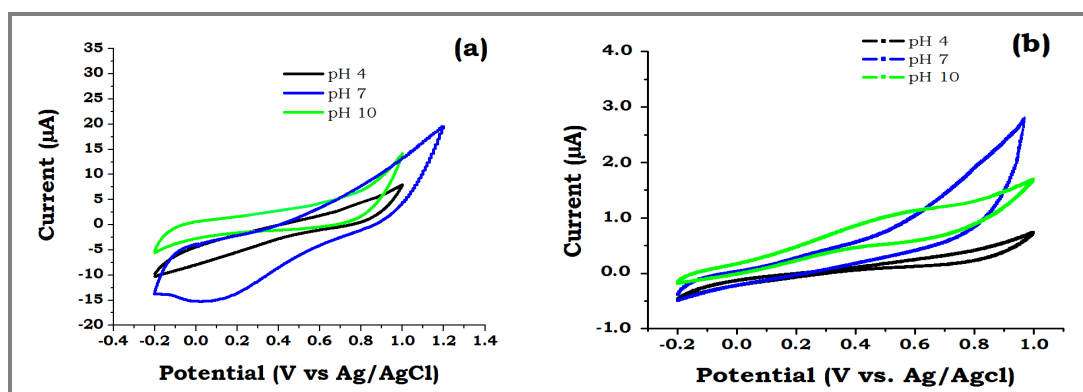 (a)
pH 4
pH 7
pH 10
35
30
25
20
15
10
5
0
-5
-10
-15
-20
Current (µA)
-0.4 -0.2 0.0 0.2 0.4 0.6 0.8 1.0 1.2 1.4
Potential (V vs Ag/AgCl)
(b)
pH 4
pH 7
pH 10
4.0
3.0
2.0
1.0
0.0
-1.0
Current (µA)
-0.2 0.0 0.2 0.4 0.6 0.8 1.0
Potential (V vs. Ag/Agcl)